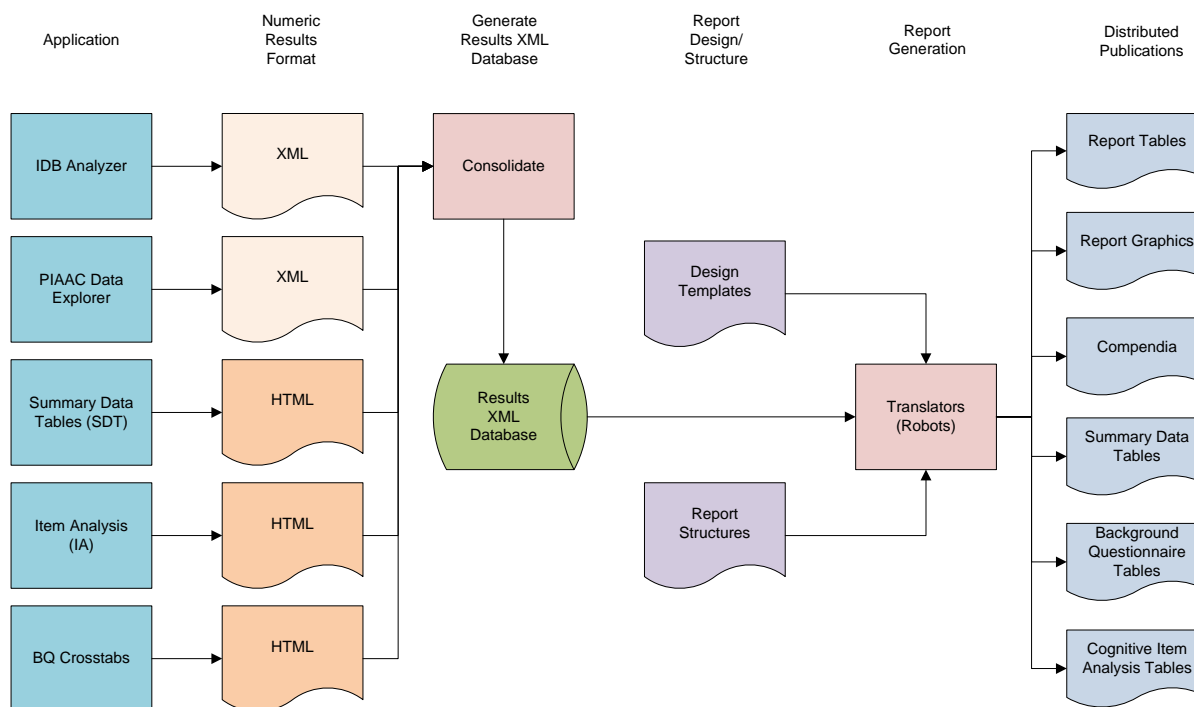 Application
Numeric
Results
Format
Generate
Results XML
Database
Report
Design/
Structure
Report
Generation
Distributed
Publications
IDB Analyzer
XML
Consolidate
Report Tables
PIAAC Data
Explorer
XML
Design
Templates
Report Graphics
Summary Data
Tables (SDT)
HTML
Results
XML
Database
Translators
(Robots)
Compendia
Summary Data
Tables
Item Analysis
(IA)
HTML
Report
Structures
Background
Questionnaire
Tables
BQ Crosstabs
HTML
Cognitive Item
Analysis Tables